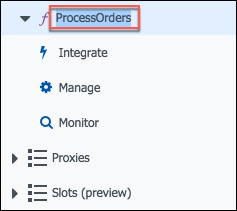 ProcessOrders
Integrate
Manage
Monitor
Proxies
Slots (preview)